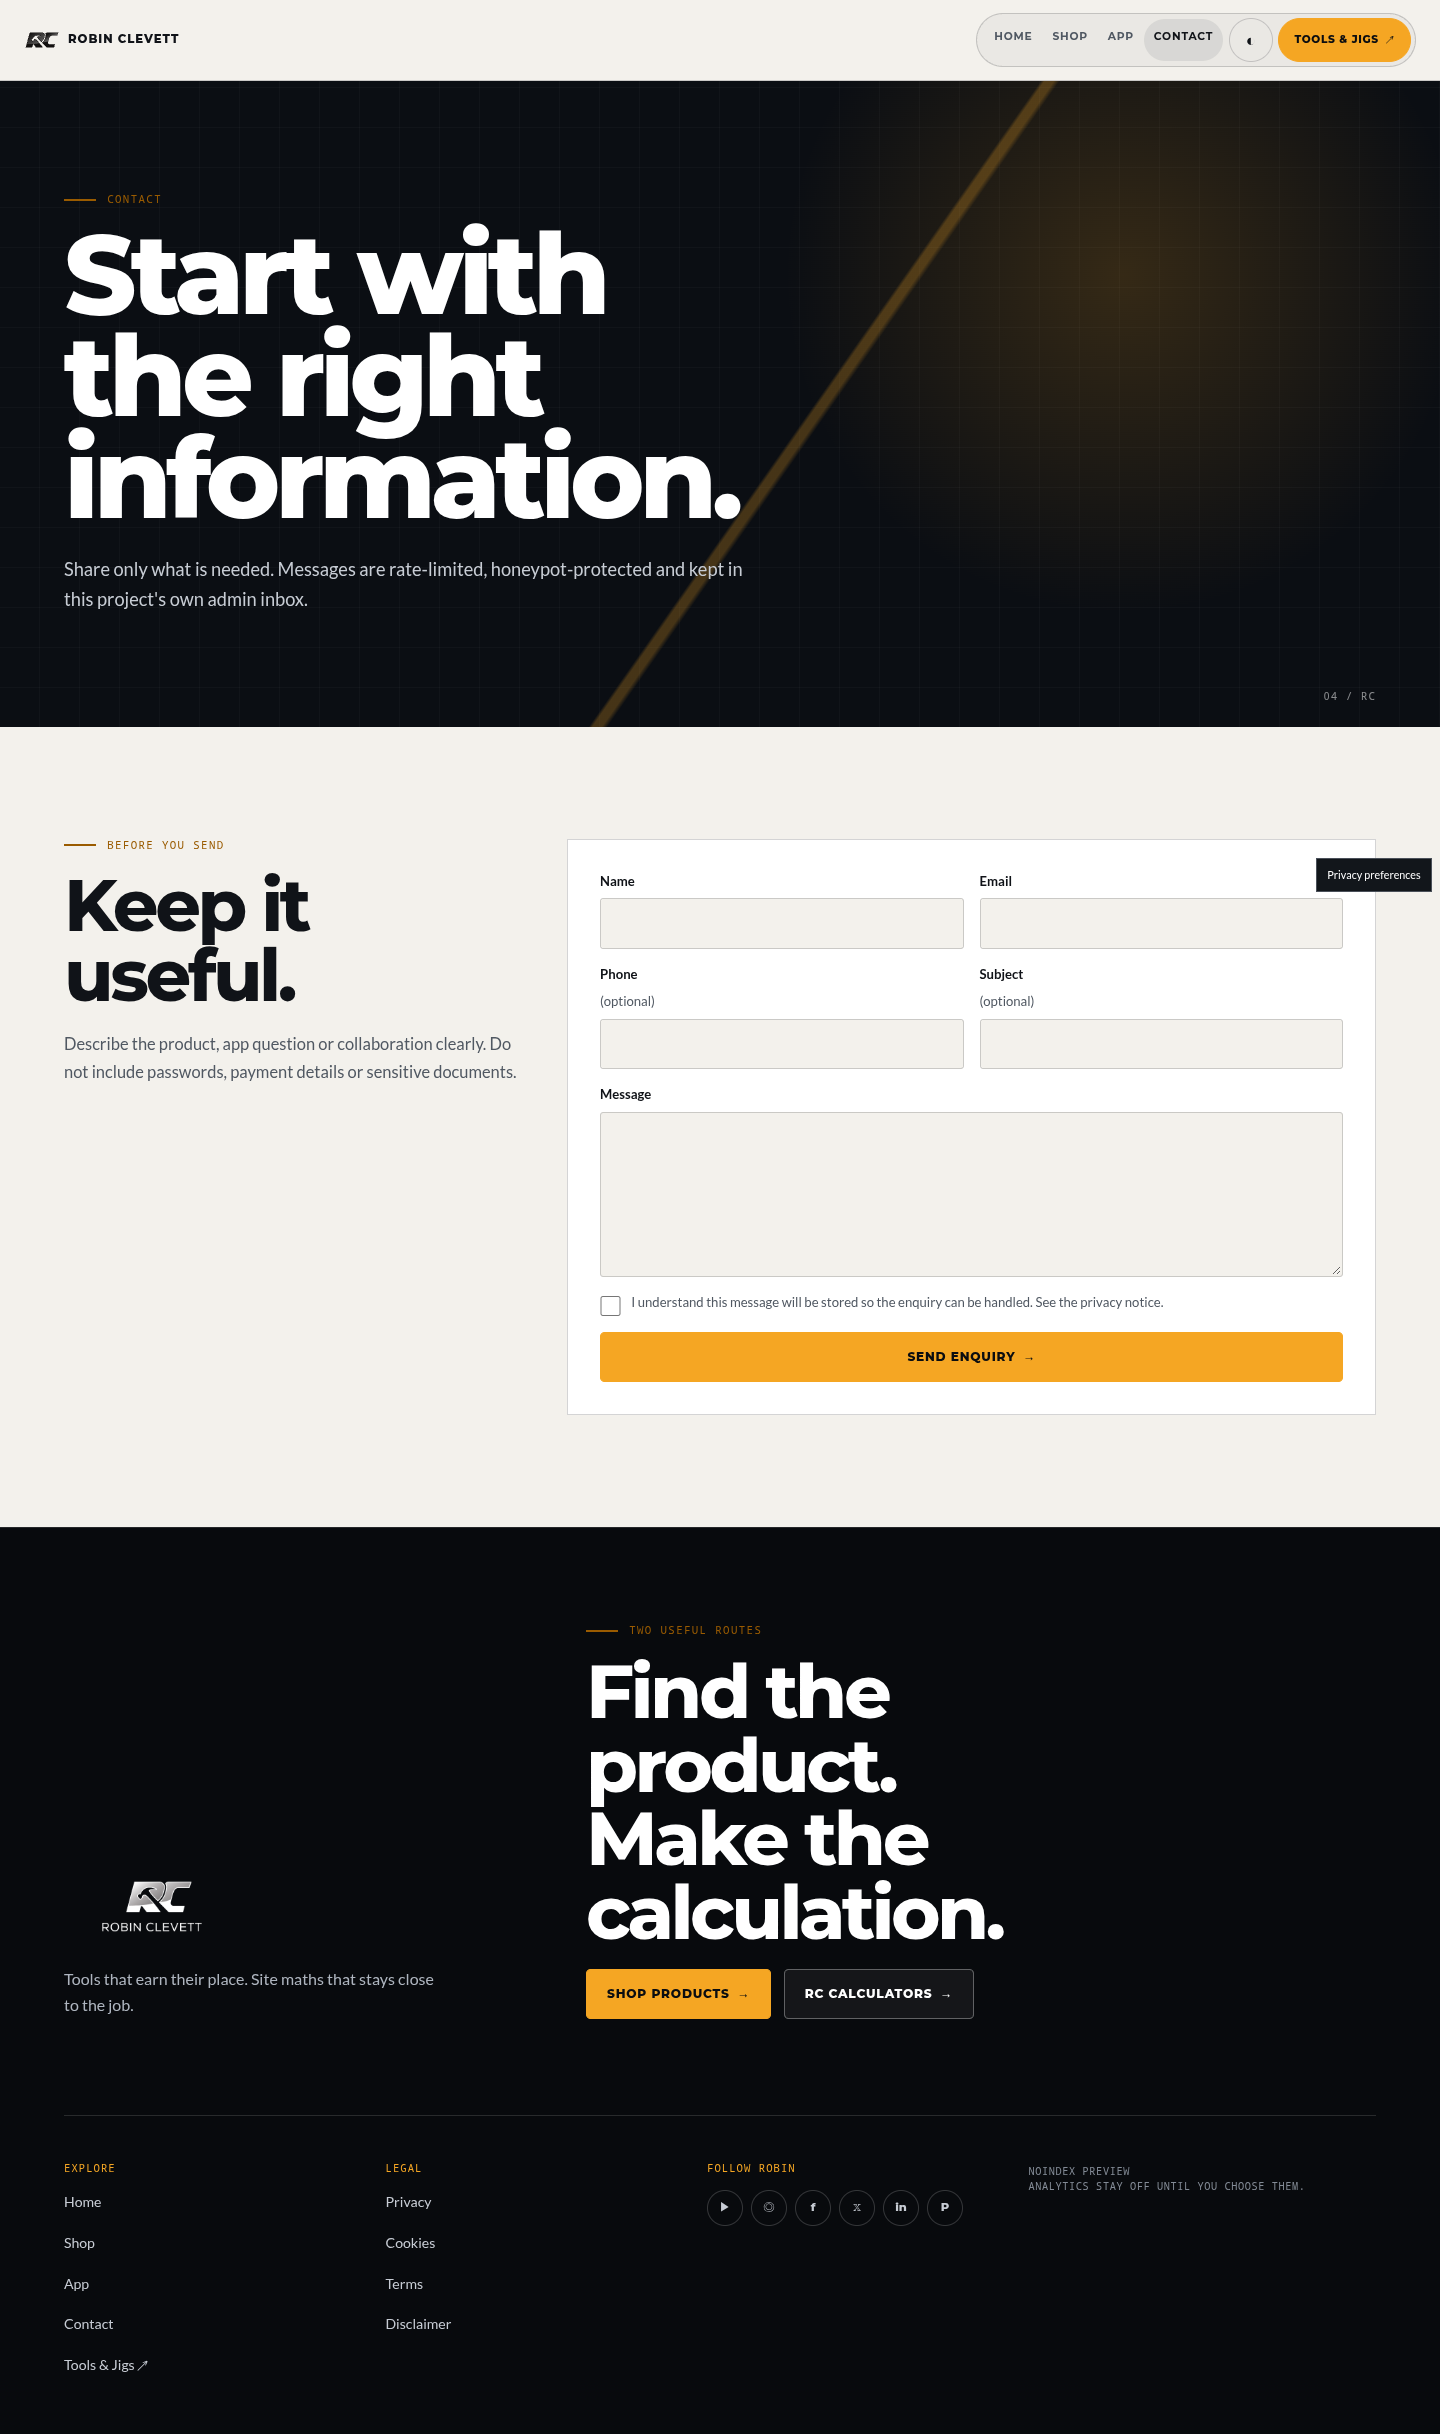 RC ROBIN CLEVETT
HOME SHOP APP CONTACT TOOLS & JIGS ↗
CONTACT
Start with
the right
information.
Share only what is needed. Messages are rate-limited, honeypot-protected and kept in
this project's own admin inbox.
04 / RC
BEFORE YOU SEND
Keep it
useful.
Describe the product, app question or collaboration clearly. Do
not include passwords, payment details or sensitive documents.
Privacy preferences
Name Email
Phone Subject
(optional) (optional)
Message
I understand this message will be stored so the enquiry can be handled. See the privacy notice.
SEND ENQUIRY →
TWO USEFUL ROUTES
Find the
product.
Make the
calculation.
SHOP PRODUCTS → RC CALCULATORS →
RC
ROBIN CLEVETT
Tools that earn their place. Site maths that stays close
to the job.
EXPLORE
Home
Shop
App
Contact
Tools & Jigs ↗
LEGAL
Privacy
Cookies
Terms
Disclaimer
FOLLOW ROBIN
f 𝕏 in P
NOINDEX PREVIEW
ANALYTICS STAY OFF UNTIL YOU CHOOSE THEM.